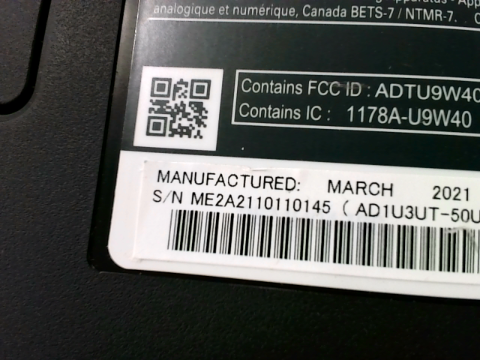 analogique et numérique, Canada BETS-7 / NTMR-7. .
Contains FCC ID : ADTU9W40
Contains IC : 1178A-U9W40
MANUFACTURED: MARCH 2021
S/N ME2A2110110145 ( AD1U3UT-50U